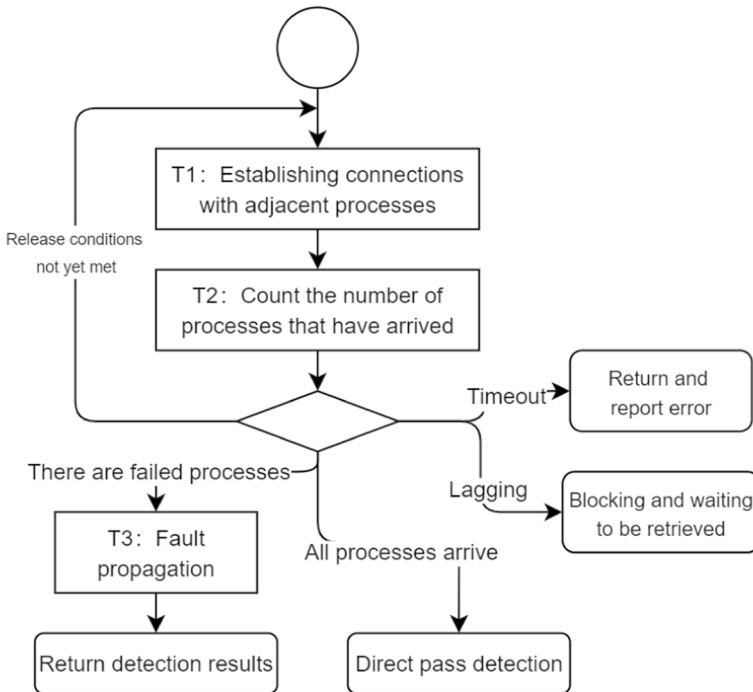 T1： Establishing connections
with adjacent processes
Release conditions
not yet met
T2： Count the number of
processes that have arrived
Timeout
Return and
report error
There are failed processes
Lagging
Blocking and waiting
to be retrieved
T3： Fault
propagation
All processes arrive
Return detection results
Direct pass detection